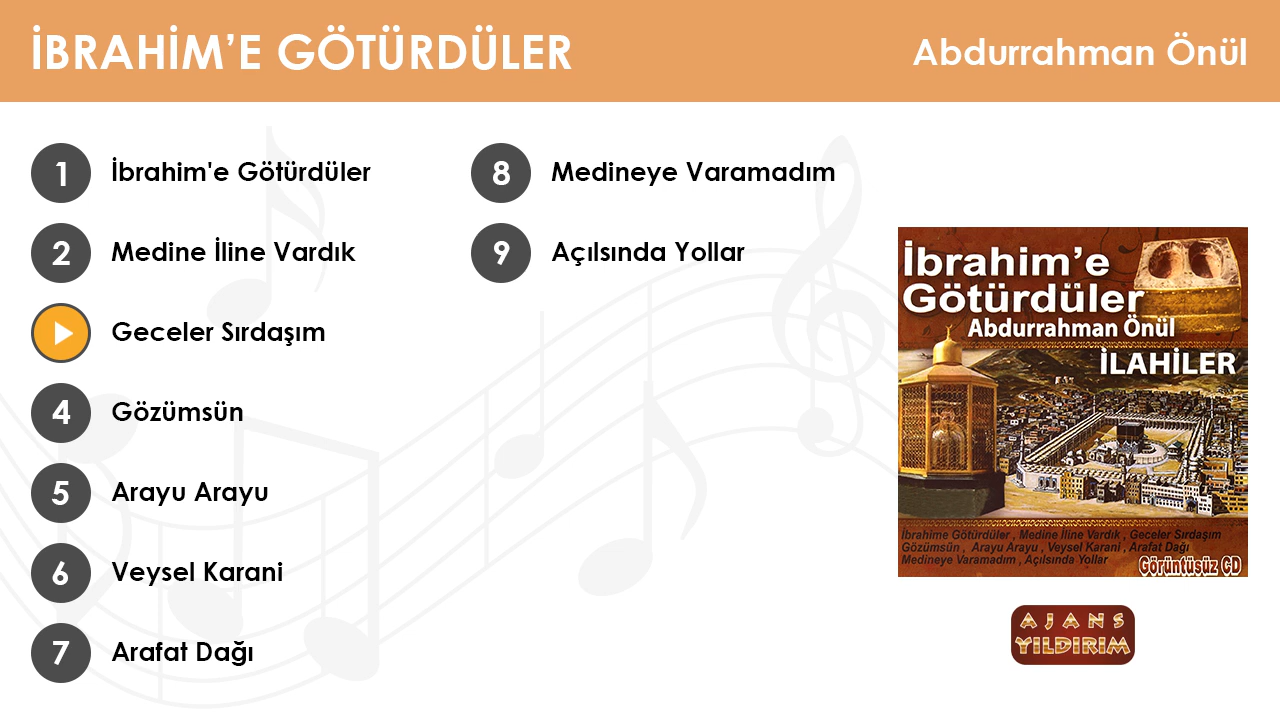 İBRAHİM’E GÖTÜRDÜLER
Abdurrahman Önül
1 İbrahim'e Götürdüler
2 Medine İline Vardık
Geceler Sırdaşım
4 Gözümsün
5 Arayu Arayu
6 Veysel Karani
7 Arafat Dağı
8 Medineye Varamadım
9 Açılsında Yollar
İbrahim’e
Götürdüler
Abdurrahman Önül
İLAHİLER
İbrahime Götürdüler , Medine İline Vardık , Geceler Sırdaşım
Gözümsün , Arayu Arayu , Veysel Karani , Arafat Dağı
Medineye Varamadım , Açılsında Yollar
Görüntüsüz CD
AJANS
YILDIRIM